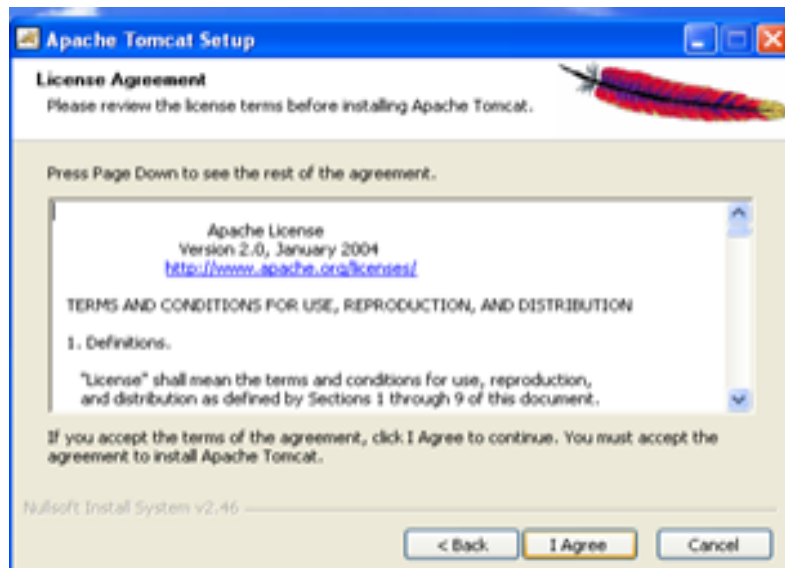 Apache Tomcat Setup
License Agreement
Please review the license terms before installing Apache Tomcat.
Press Page Down to see the rest of the agreement.
Apache License
Version 2.0, January 2004
http://www.apache.org/licenses/
TERMS AND CONDITIONS FOR USE, REPRODUCTION, AND DISTRIBUTION
1. Definitions.
"License" shall mean the terms and conditions for use, reproduction,
and distribution as defined by Sections 1 through 9 of this document.
If you accept the terms of the agreement, click I Agree to continue. You must accept the
agreement to install Apache Tomcat.
Nullsoft Install System v2.46
< Back I Agree Cancel